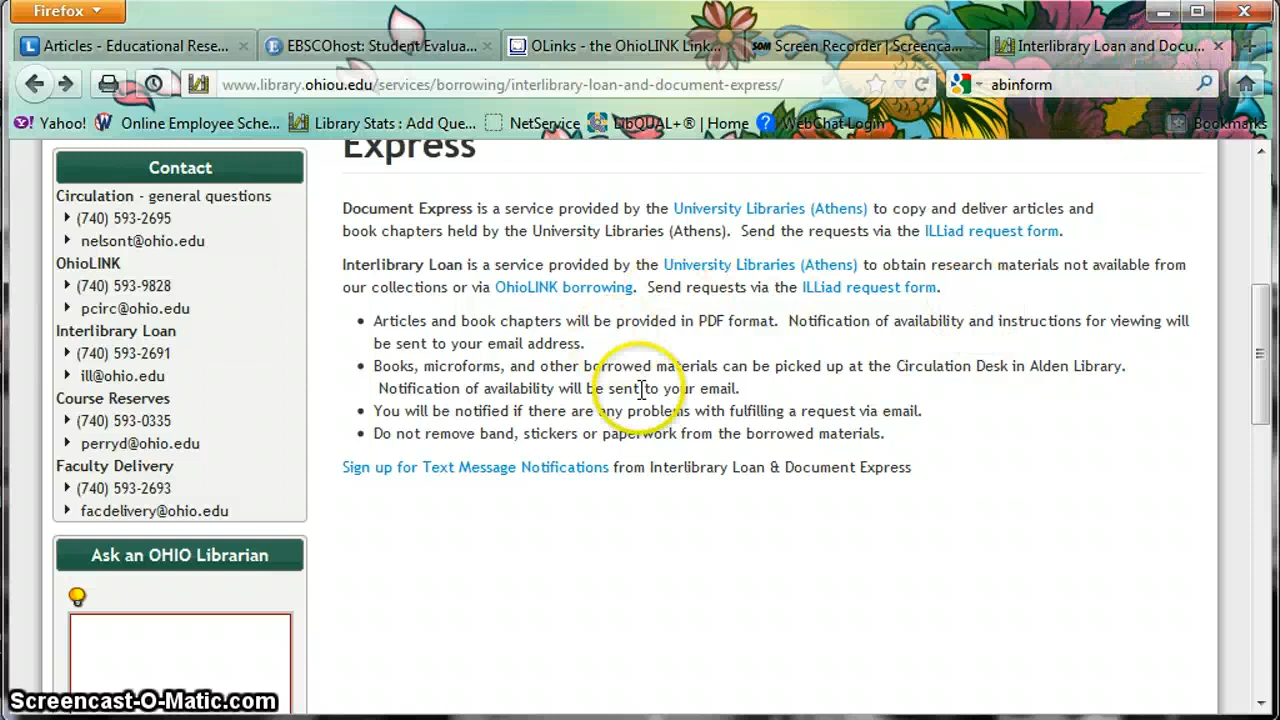 Firefox
Articles - Educational Rese...
EBSCOhost: Student Evalua...
OLinks - the OhioLINK Link...
Screen Recorder | Screenca...
Interlibrary Loan and Docu...
www.library.ohiou.edu/services/borrowing/interlibrary-loan-and-document-express/
abinform
Yahoo!
Online Employee Sche...
Library Stats : Add Que...
NetService
LibQUAL+® | Home
WebChat Login
Bookmarks
Contact
Circulation - general questions
(740) 593-2695
nelsont@ohio.edu
OhioLINK
(740) 593-9828
pcirc@ohio.edu
Interlibrary Loan
(740) 593-2691
ill@ohio.edu
Course Reserves
(740) 593-0335
perryd@ohio.edu
Faculty Delivery
(740) 593-2693
facdelivery@ohio.edu
Ask an OHIO Librarian
Express
Document Express is a service provided by the University Libraries (Athens) to copy and deliver articles and
book chapters held by the University Libraries (Athens). Send the requests via the ILLiad request form.
Interlibrary Loan is a service provided by the University Libraries (Athens) to obtain research materials not available from
our collections or via OhioLINK borrowing. Send requests via the ILLiad request form.
Articles and book chapters will be provided in PDF format. Notification of availability and instructions for viewing will
be sent to your email address.
Books, microforms, and other borrowed materials can be picked up at the Circulation Desk in Alden Library.
Notification of availability will be sent to your email.
You will be notified if there are any problems with fulfilling a request via email.
Do not remove band, stickers or paperwork from the borrowed materials.
Sign up for Text Message Notifications from Interlibrary Loan & Document Express
Screencast-O-Matic.com